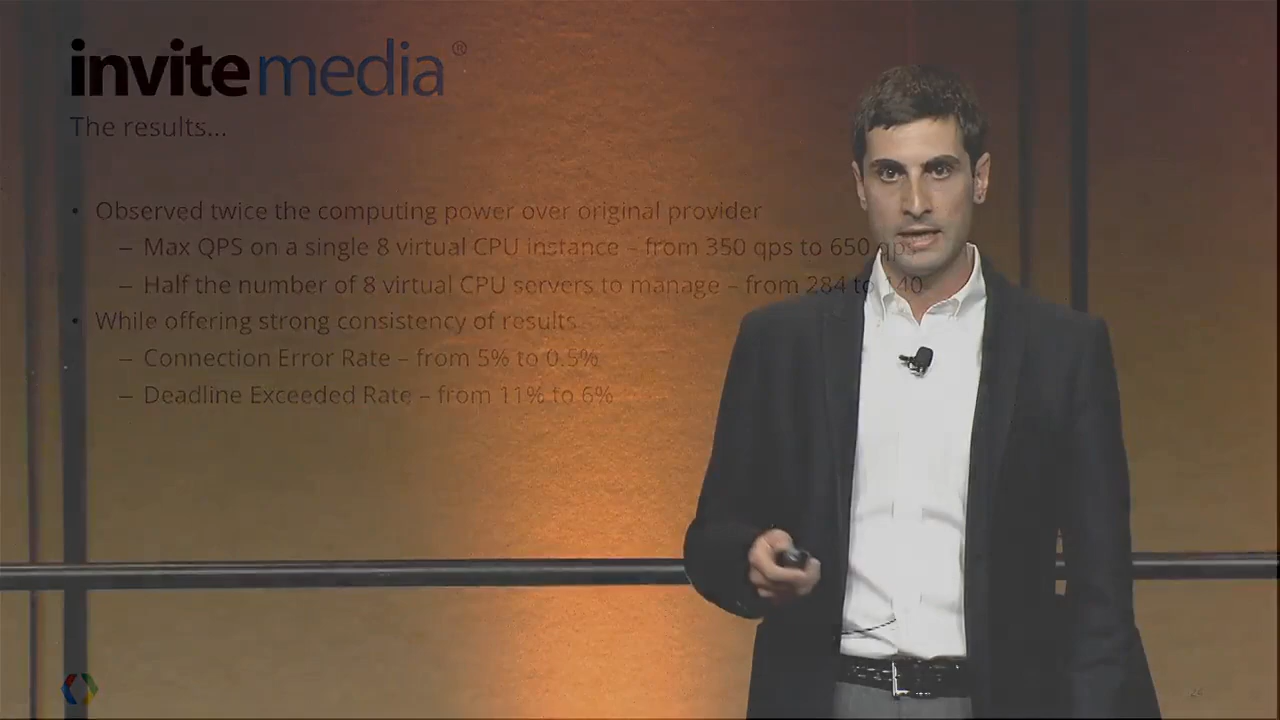 invitemedia®
The results...
• Observed twice the computing power over original provider
– Max QPS on a single 8 virtual CPU instance – from 350 qps to 650 qps
– Half the number of 8 virtual CPU servers to manage – from 284 to 140
• While offering strong consistency of results
– Connection Error Rate – from 5% to 0.5%
– Deadline Exceeded Rate – from 11% to 6%